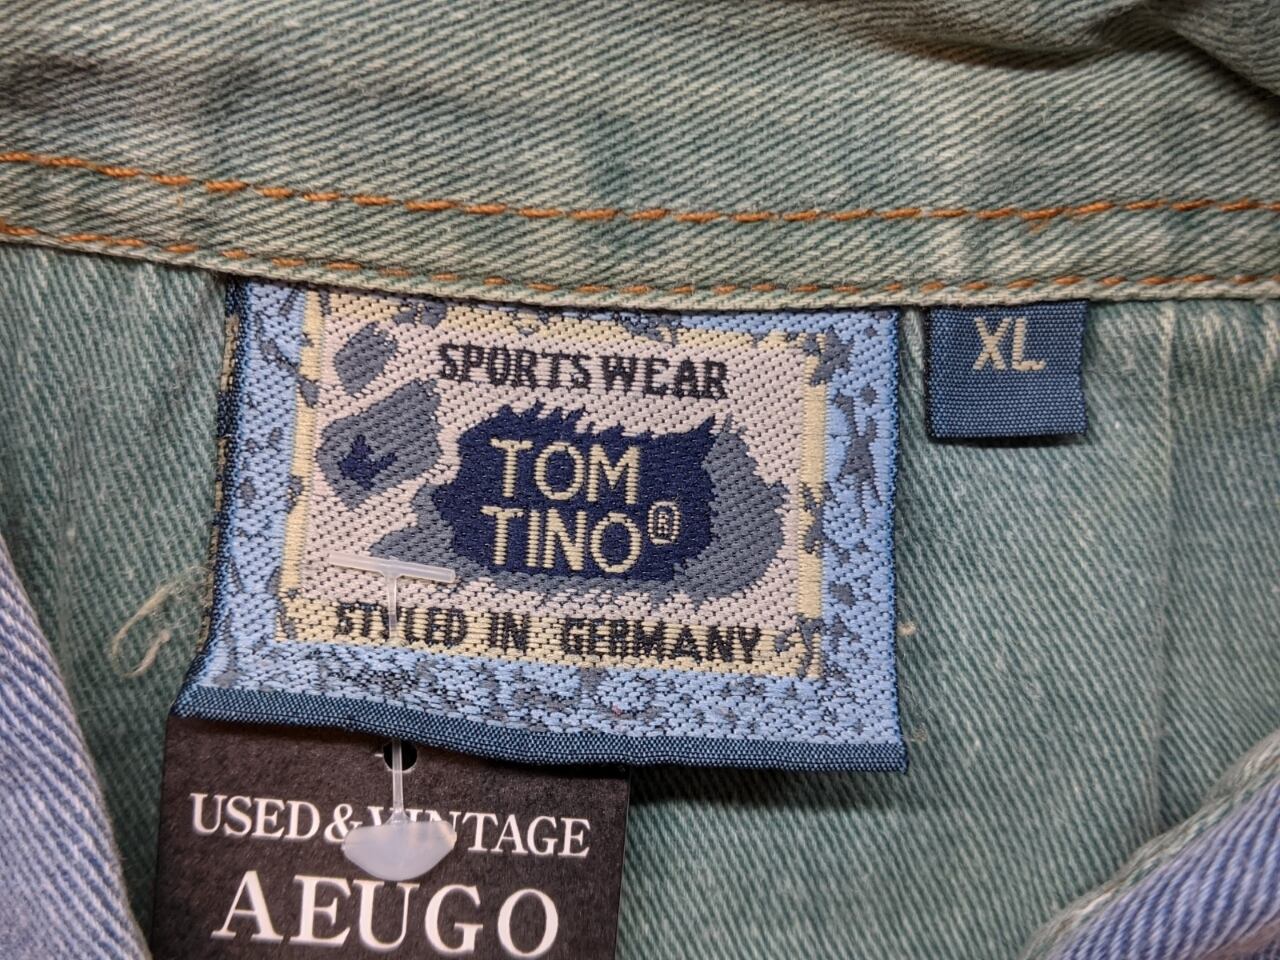 SPORTSWEAR
TOM
TINO®
STYLED IN GERMANY
XL
USED & VINTAGE
AEUGO